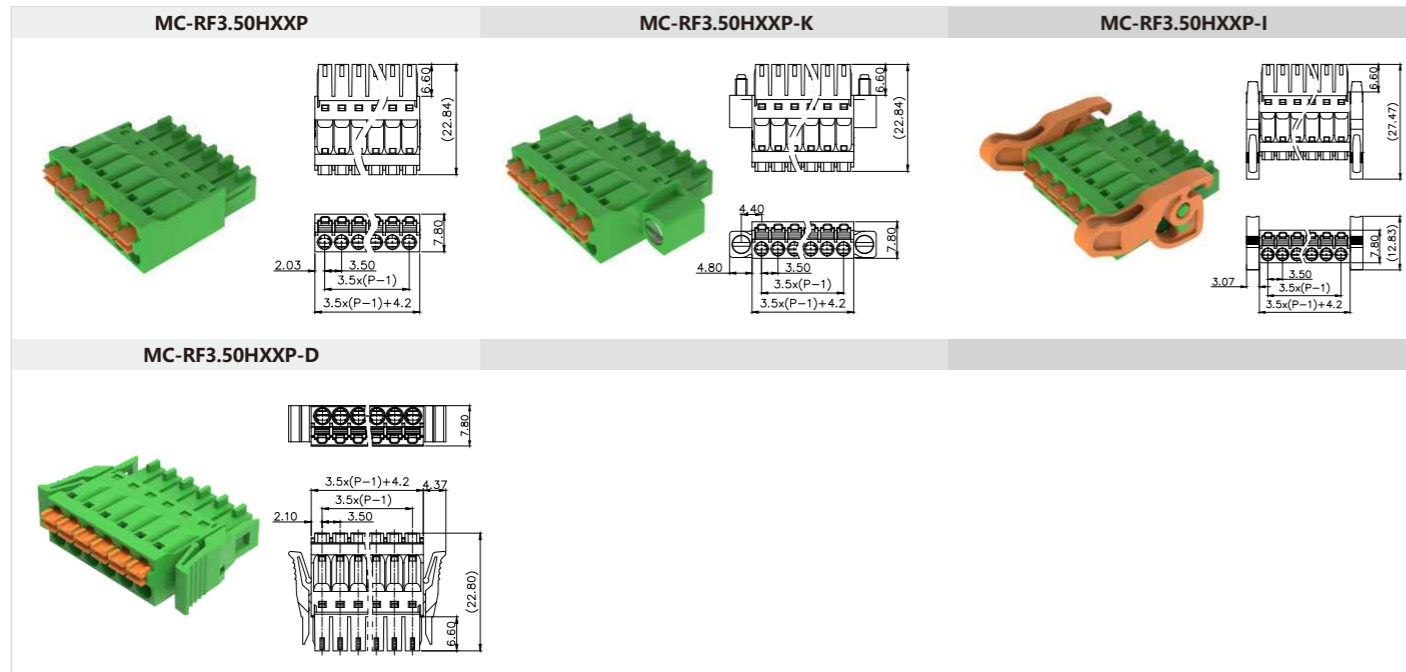 MC-RF3.50HXXP
MC-RF3.50HXXP-K
MC-RF3.50HXXP-I
6.60
(22.84)
7.80
2.03
3.50
3.5x(P-1)
3.5x(P-1)+4.2
6.60
(22.84)
4.40
7.80
4.80
3.50
3.5x(P-1)
3.5x(P-1)+4.2
6.60
(27.47)
7.80
(12.83)
3.07
3.50
3.5x(P-1)
3.5x(P-1)+4.2
MC-RF3.50HXXP-D
7.80
3.5x(P-1)+4.2
4.37
3.5x(P-1)
2.10
3.50
(22.80)
6.60